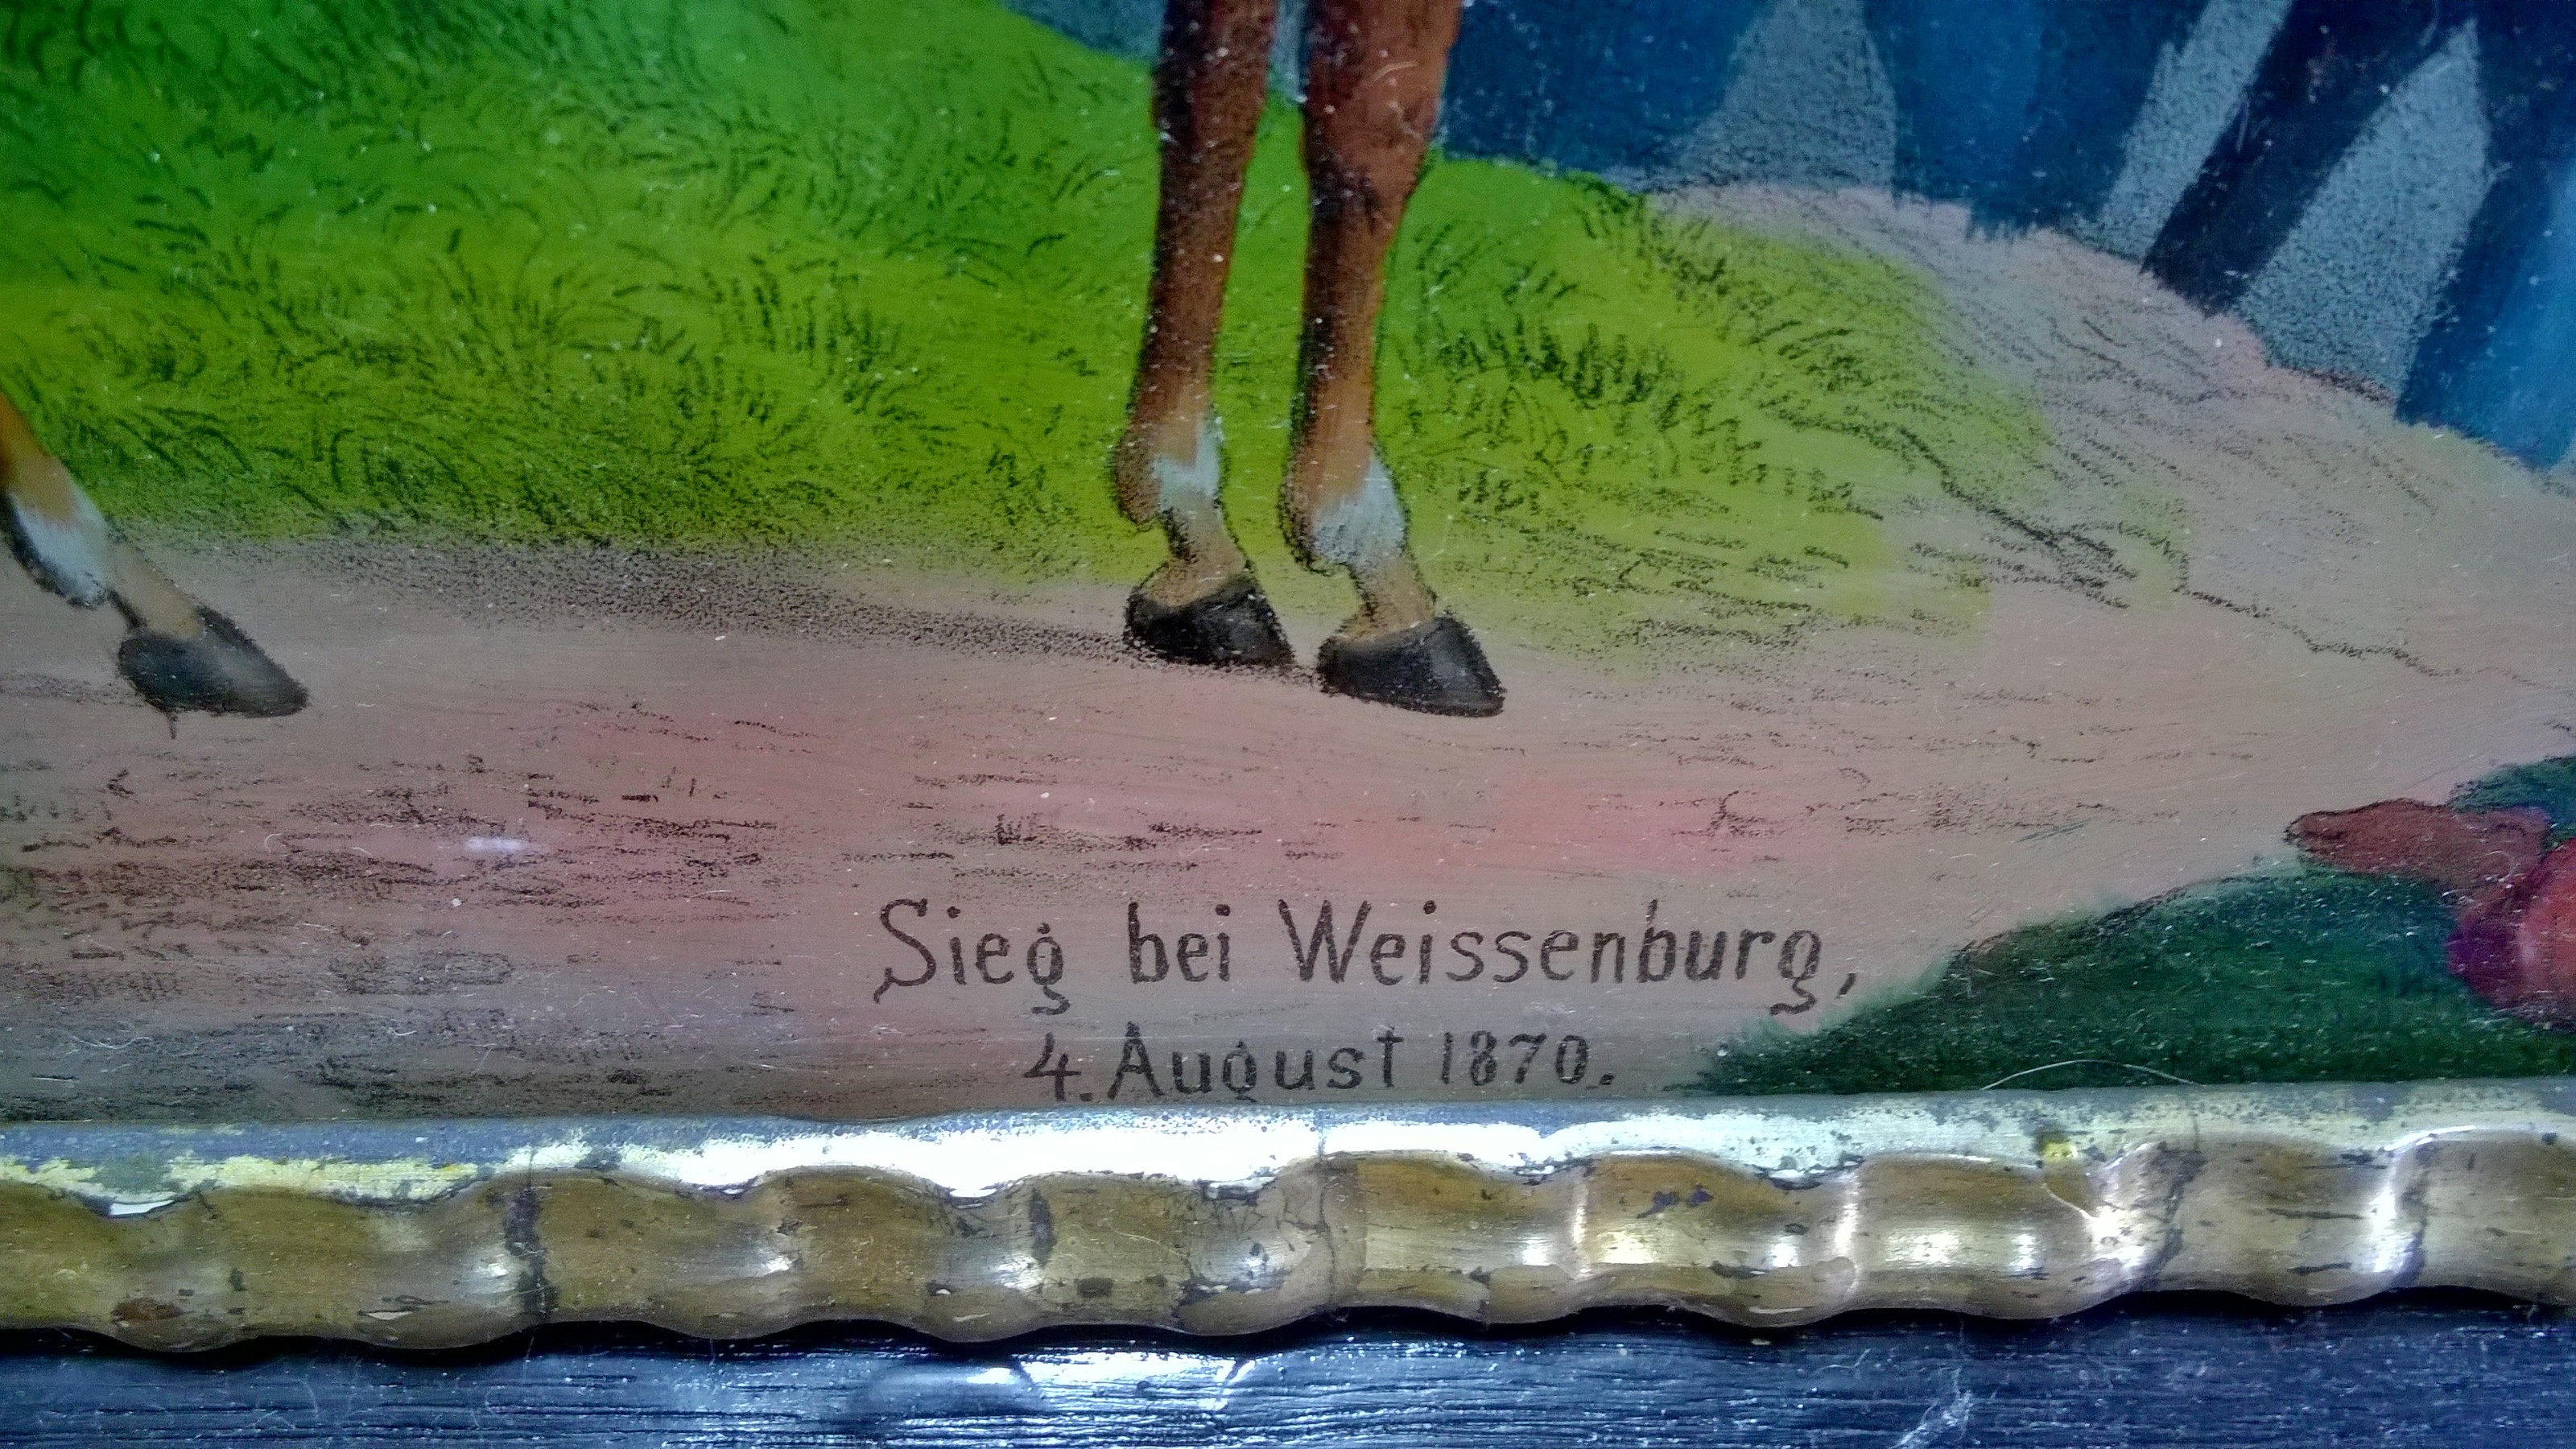 Sieg bei Weissenburg,
4. August 1870.